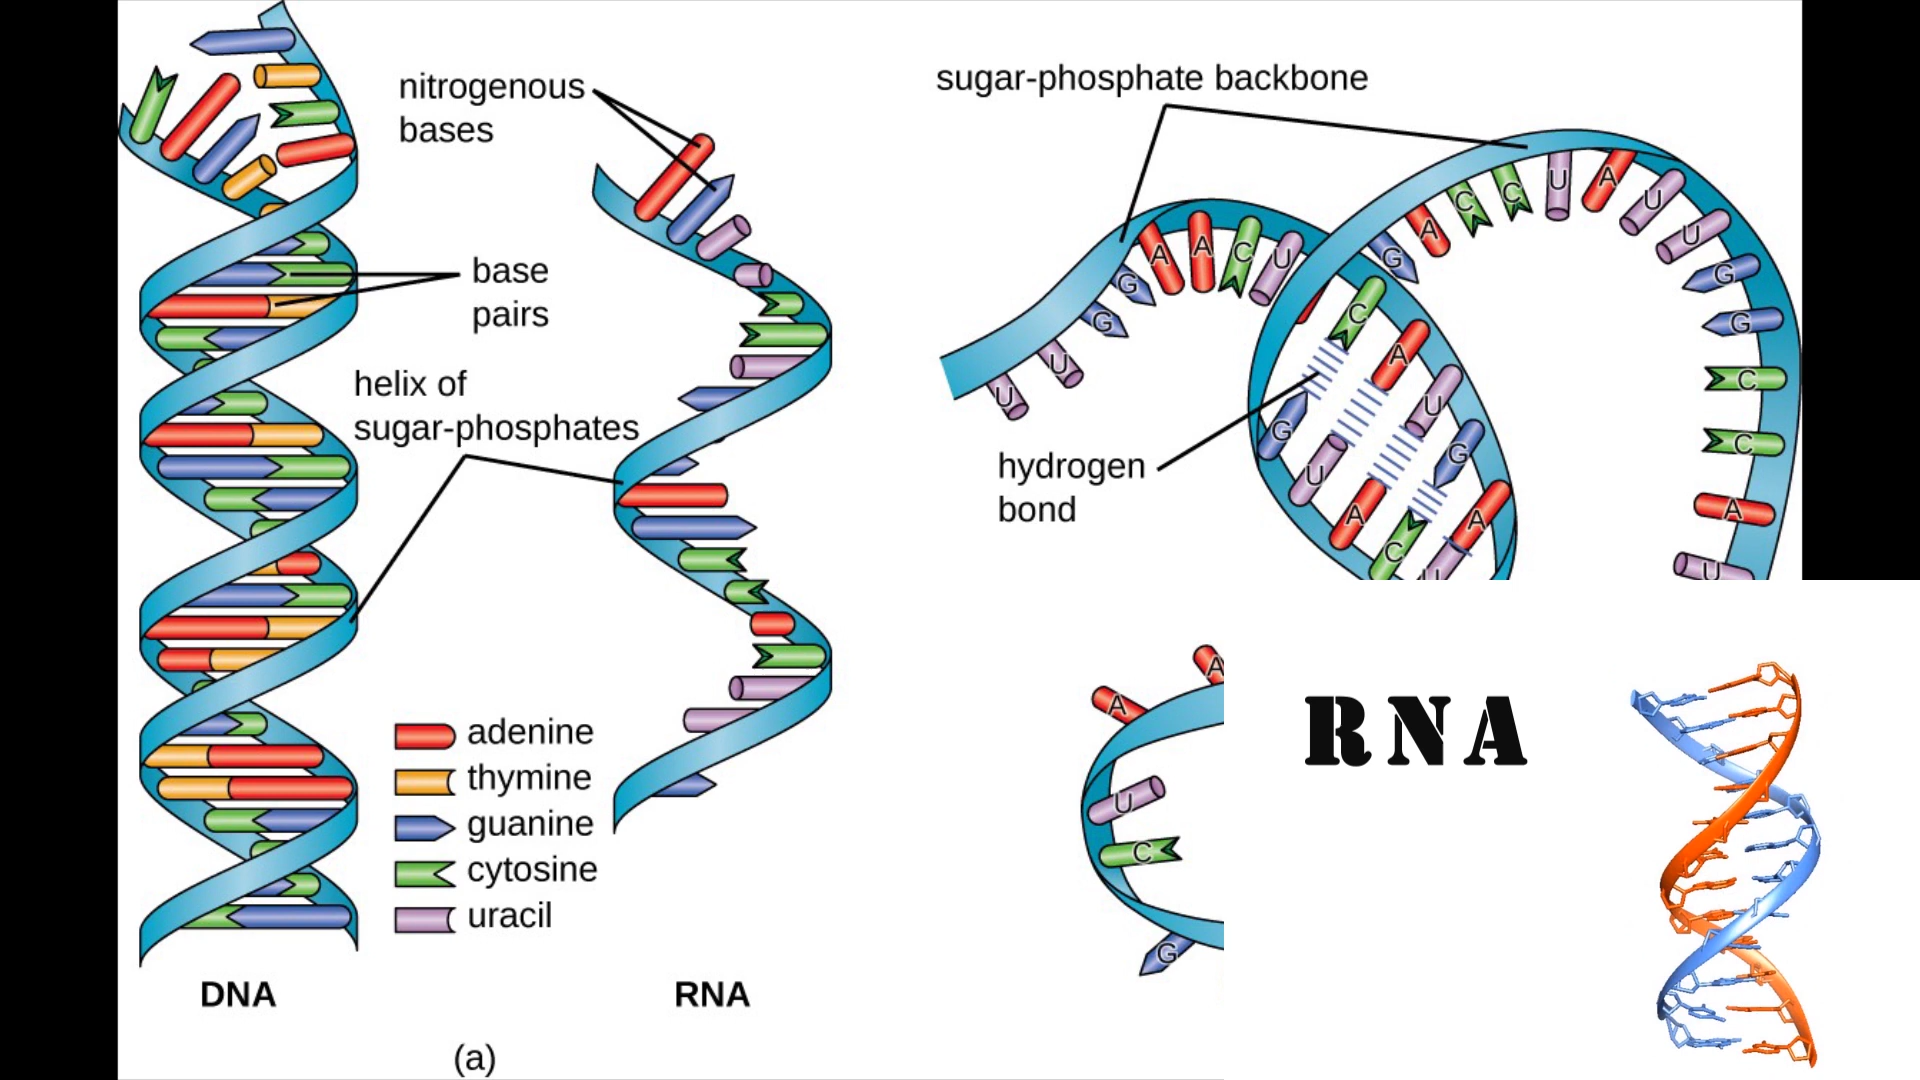 nitrogenous
bases
base
pairs
helix of
sugar-phosphates
adenine
thymine
guanine
cytosine
uracil
DNA
RNA
(a)
sugar-phosphate backbone
U
U
G
G
A
A
C
U
G
A
C
C
U
A
U
U
G
G
C
C
A
U
hydrogen
bond
C
A
U
G
A
G
U
A
C
U
A
A
U
C
G
RNA